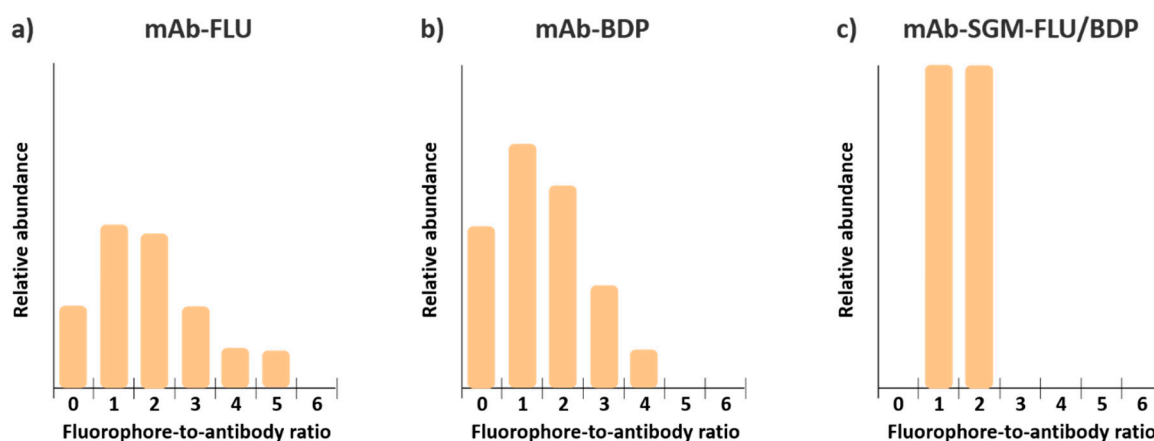 a) mAb-FLU
Relative abundance
0 1 2 3 4 5 6
Fluorophore-to-antibody ratio
b) mAb-BDP
Relative abundance
0 1 2 3 4 5 6
Fluorophore-to-antibody ratio
c) mAb-SGM-FLU/BDP
Relative abundance
0 1 2 3 4 5 6
Fluorophore-to-antibody ratio